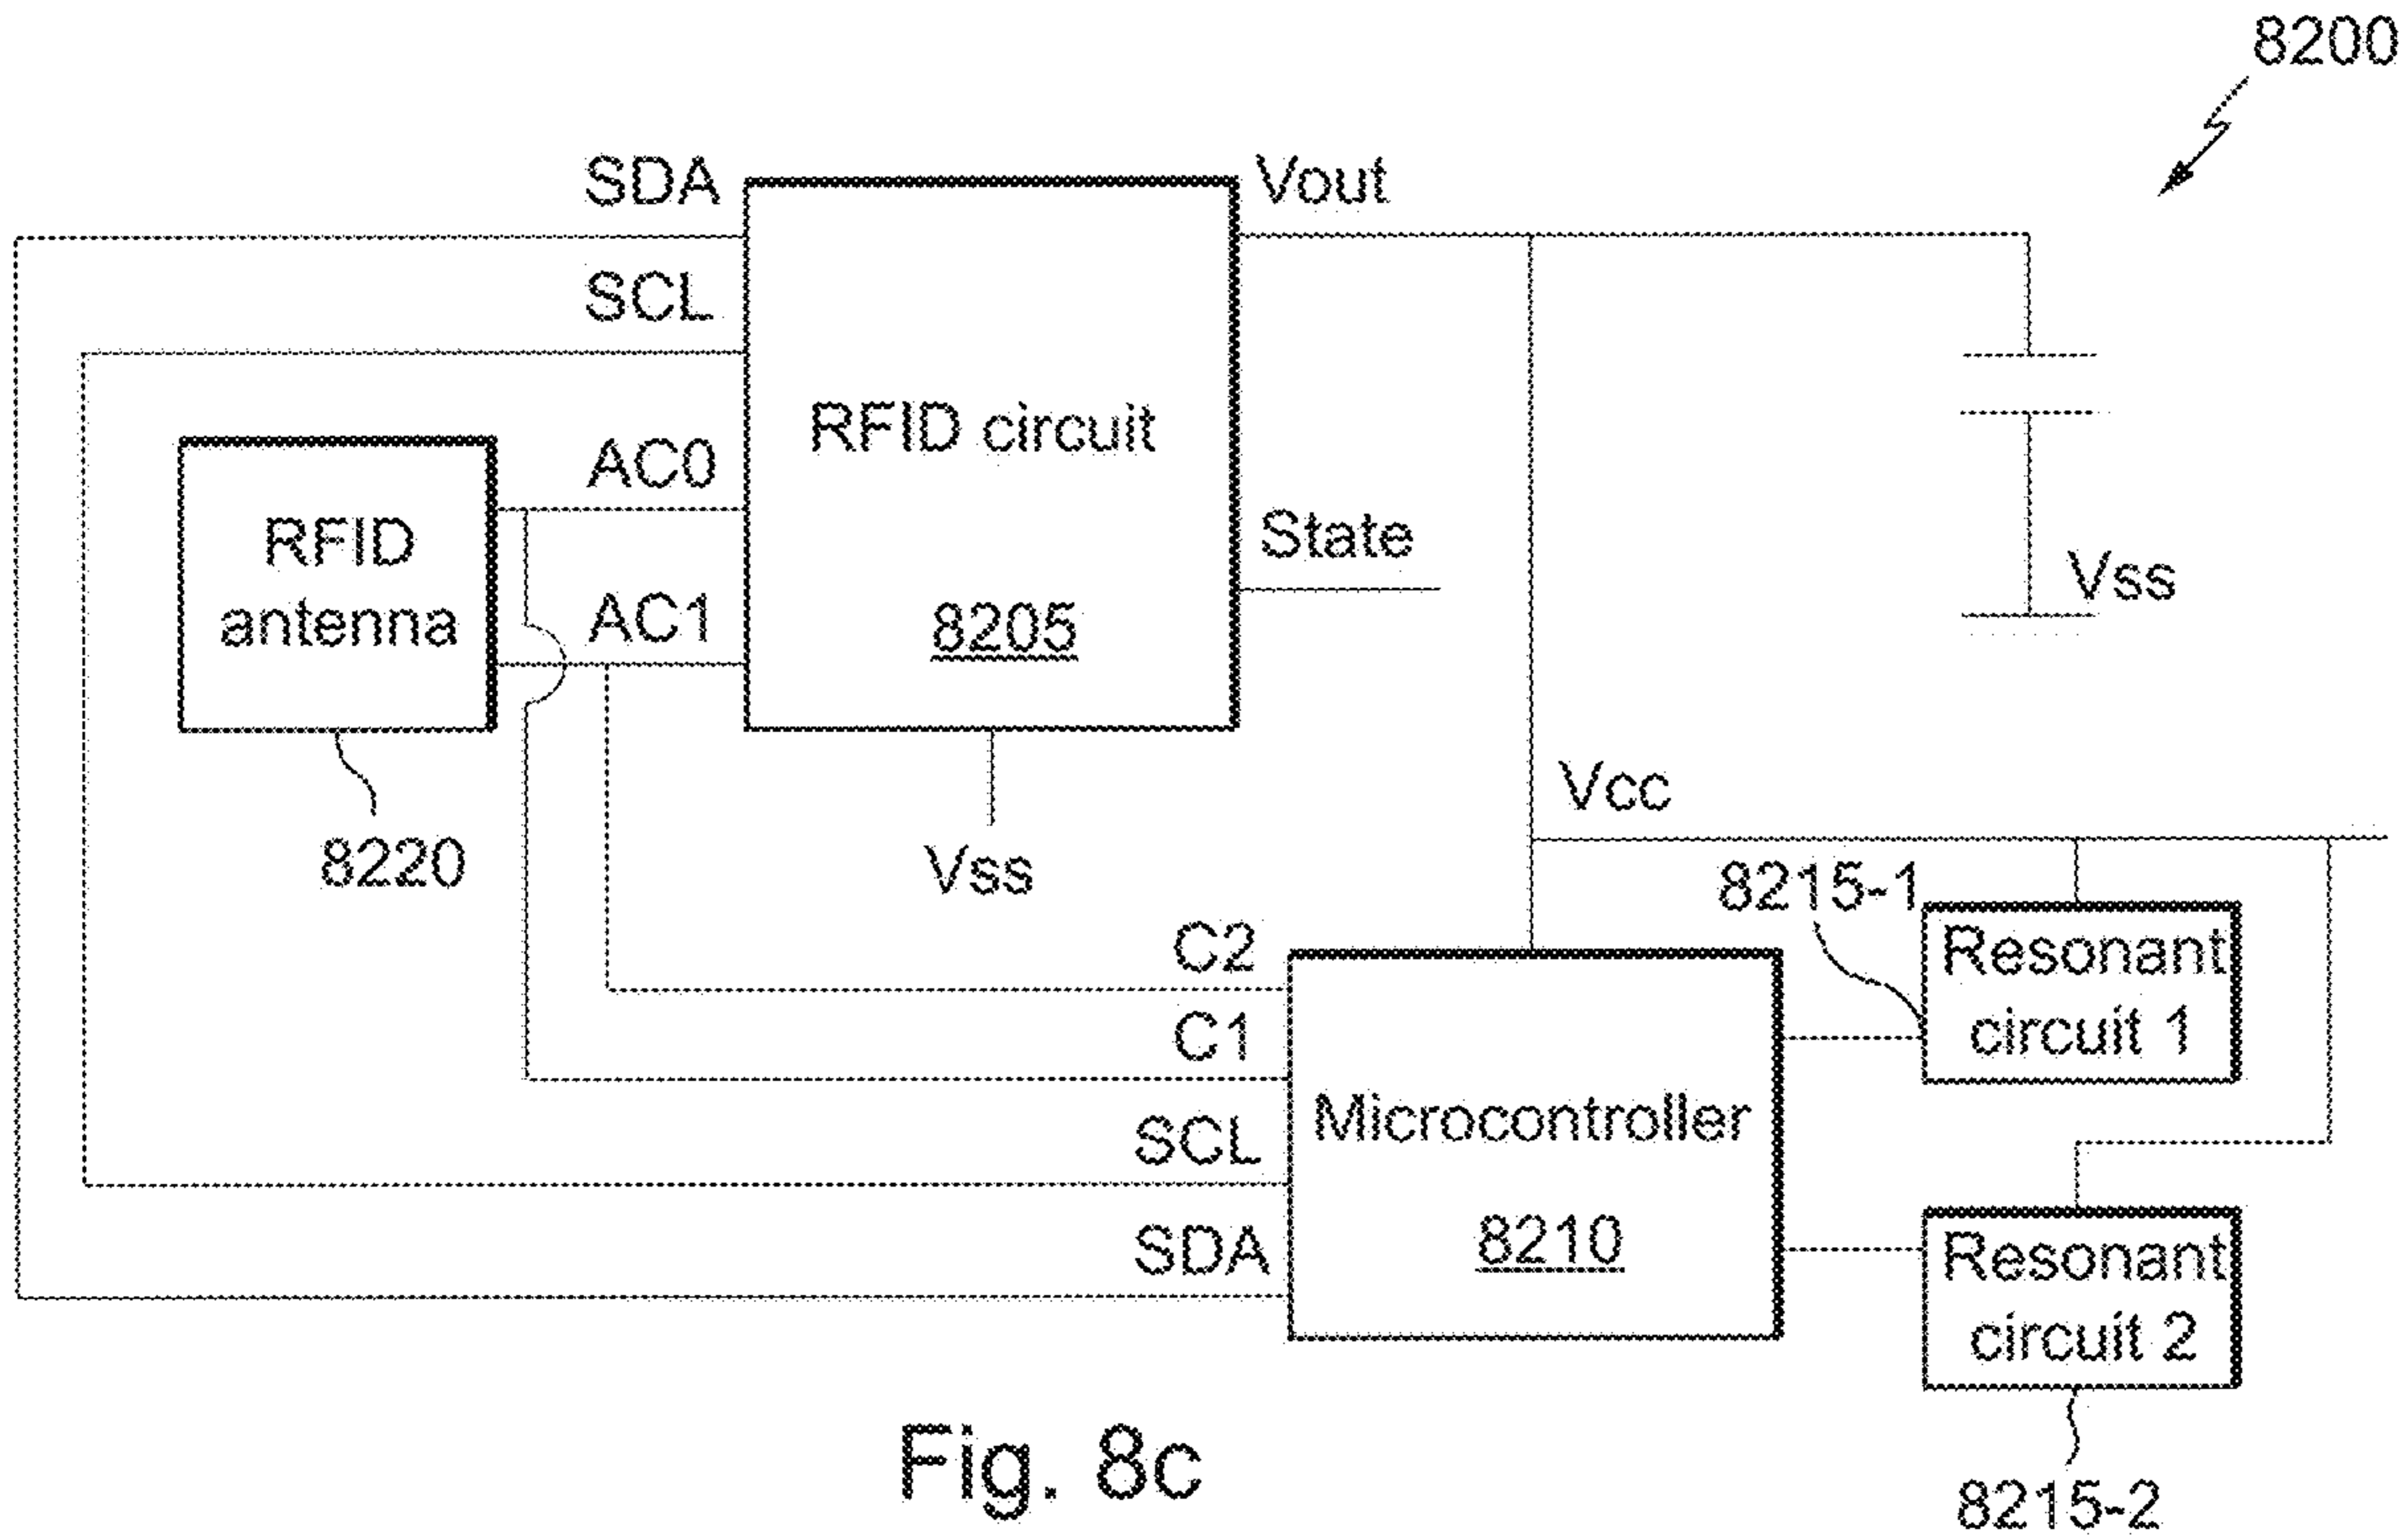 8200
SDA
Vout
SCL
RFID circuit
AC0
State
RFID
antenna
AC1
8205
Vss
Vcc
8220
Vss
8215-1
C2
Resonant
circuit 1
C1
Microcontroller
SCL
8210
SDA
Resonant
circuit 2
Fig. 8c
8215-2